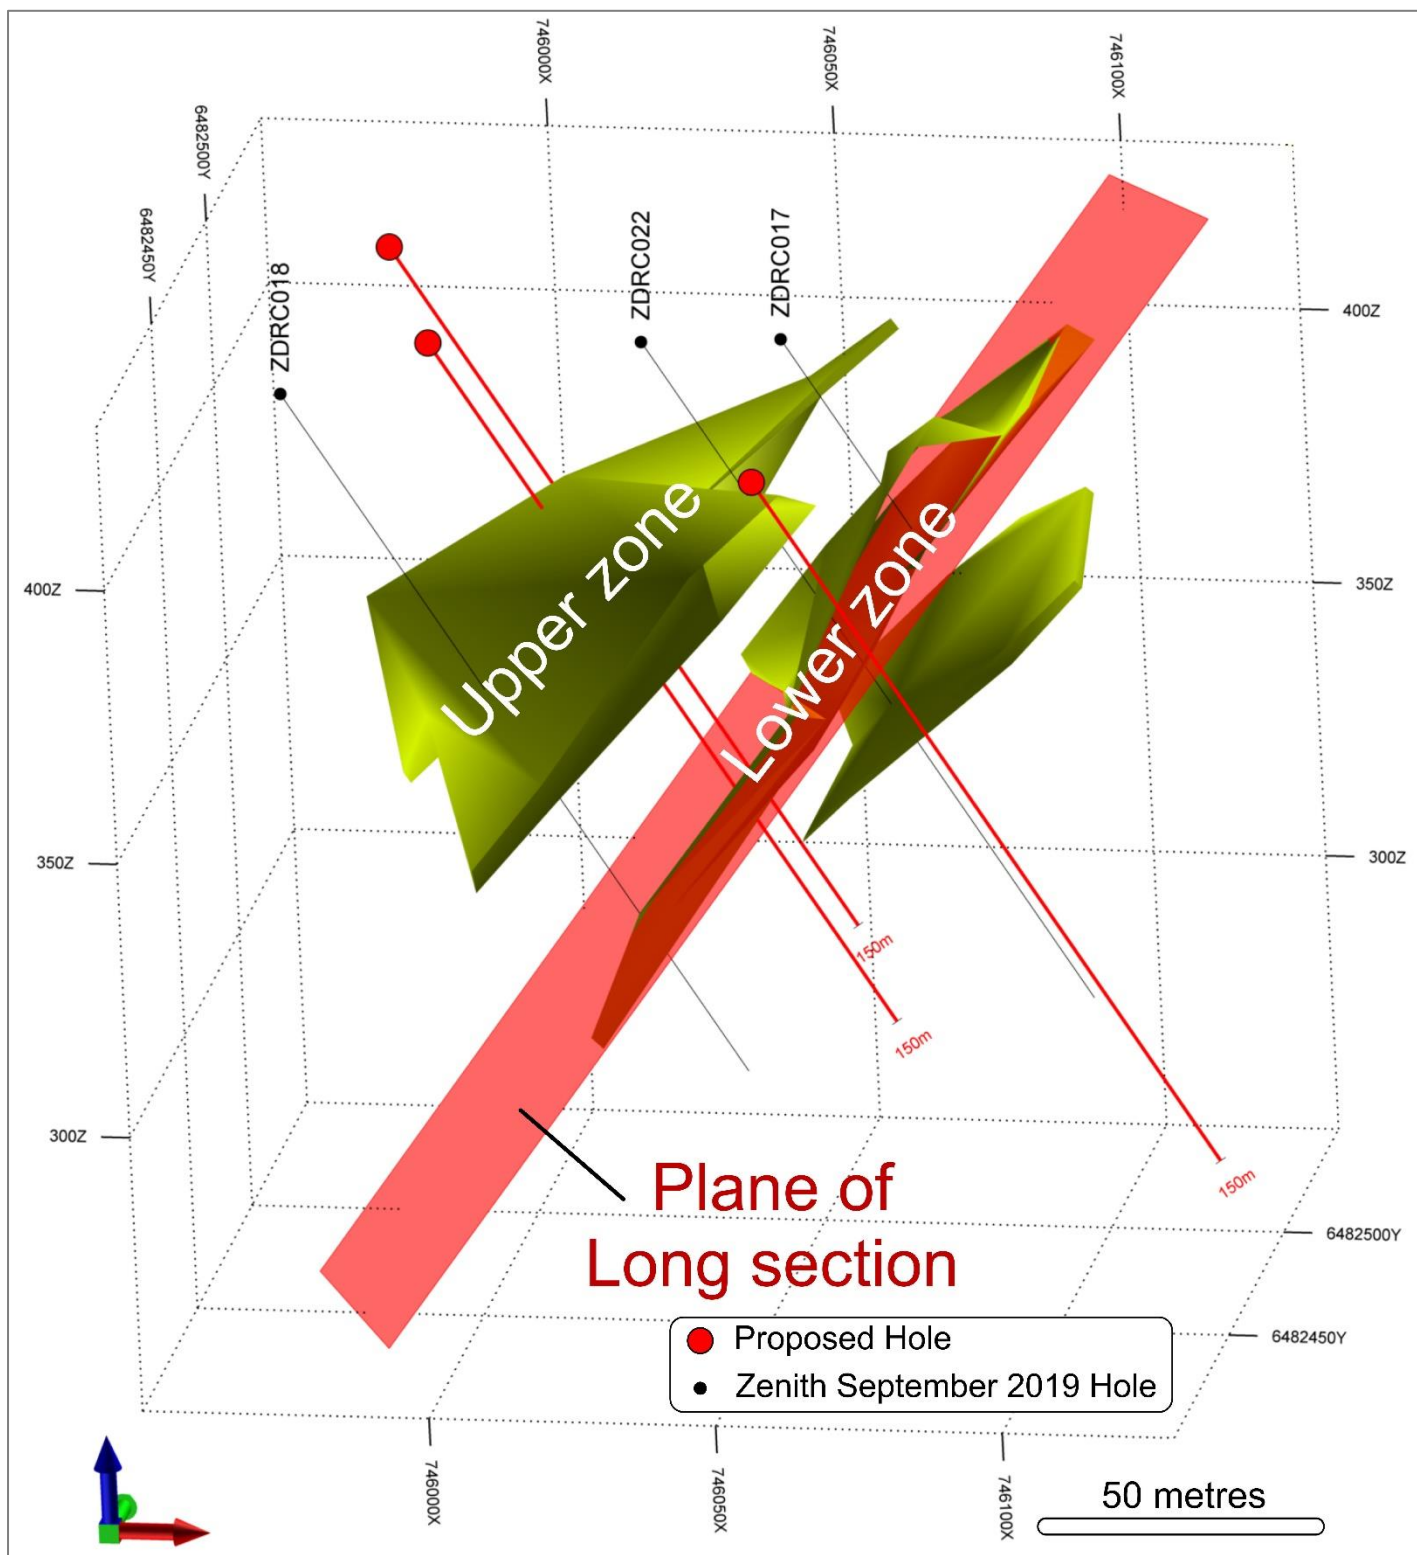 746000X
746050X
746100X
6482500Y
6482450Y
ZDRC018
ZDRC022
ZDRC017
400Z
350Z
300Z
400Z
350Z
300Z
Upper zone
Lower zone
150m
150m
150m
Plane of
Long section
6482500Y
6482450Y
Proposed Hole
Zenith September 2019 Hole
746000X
746050X
746100X
50 metres